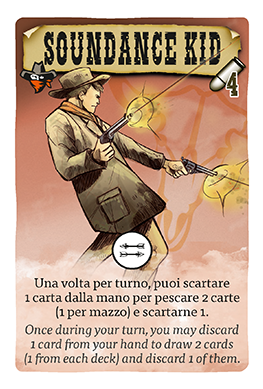 SOUNDANCE KID
4
Una volta per turno, puoi scartare
1 carta dalla mano per pescare 2 carte
(1 per mazzo) e scartarne 1.
Once during your turn, you may discard
1 card from your hand to draw 2 cards
(1 from each deck) and discard 1 of them.